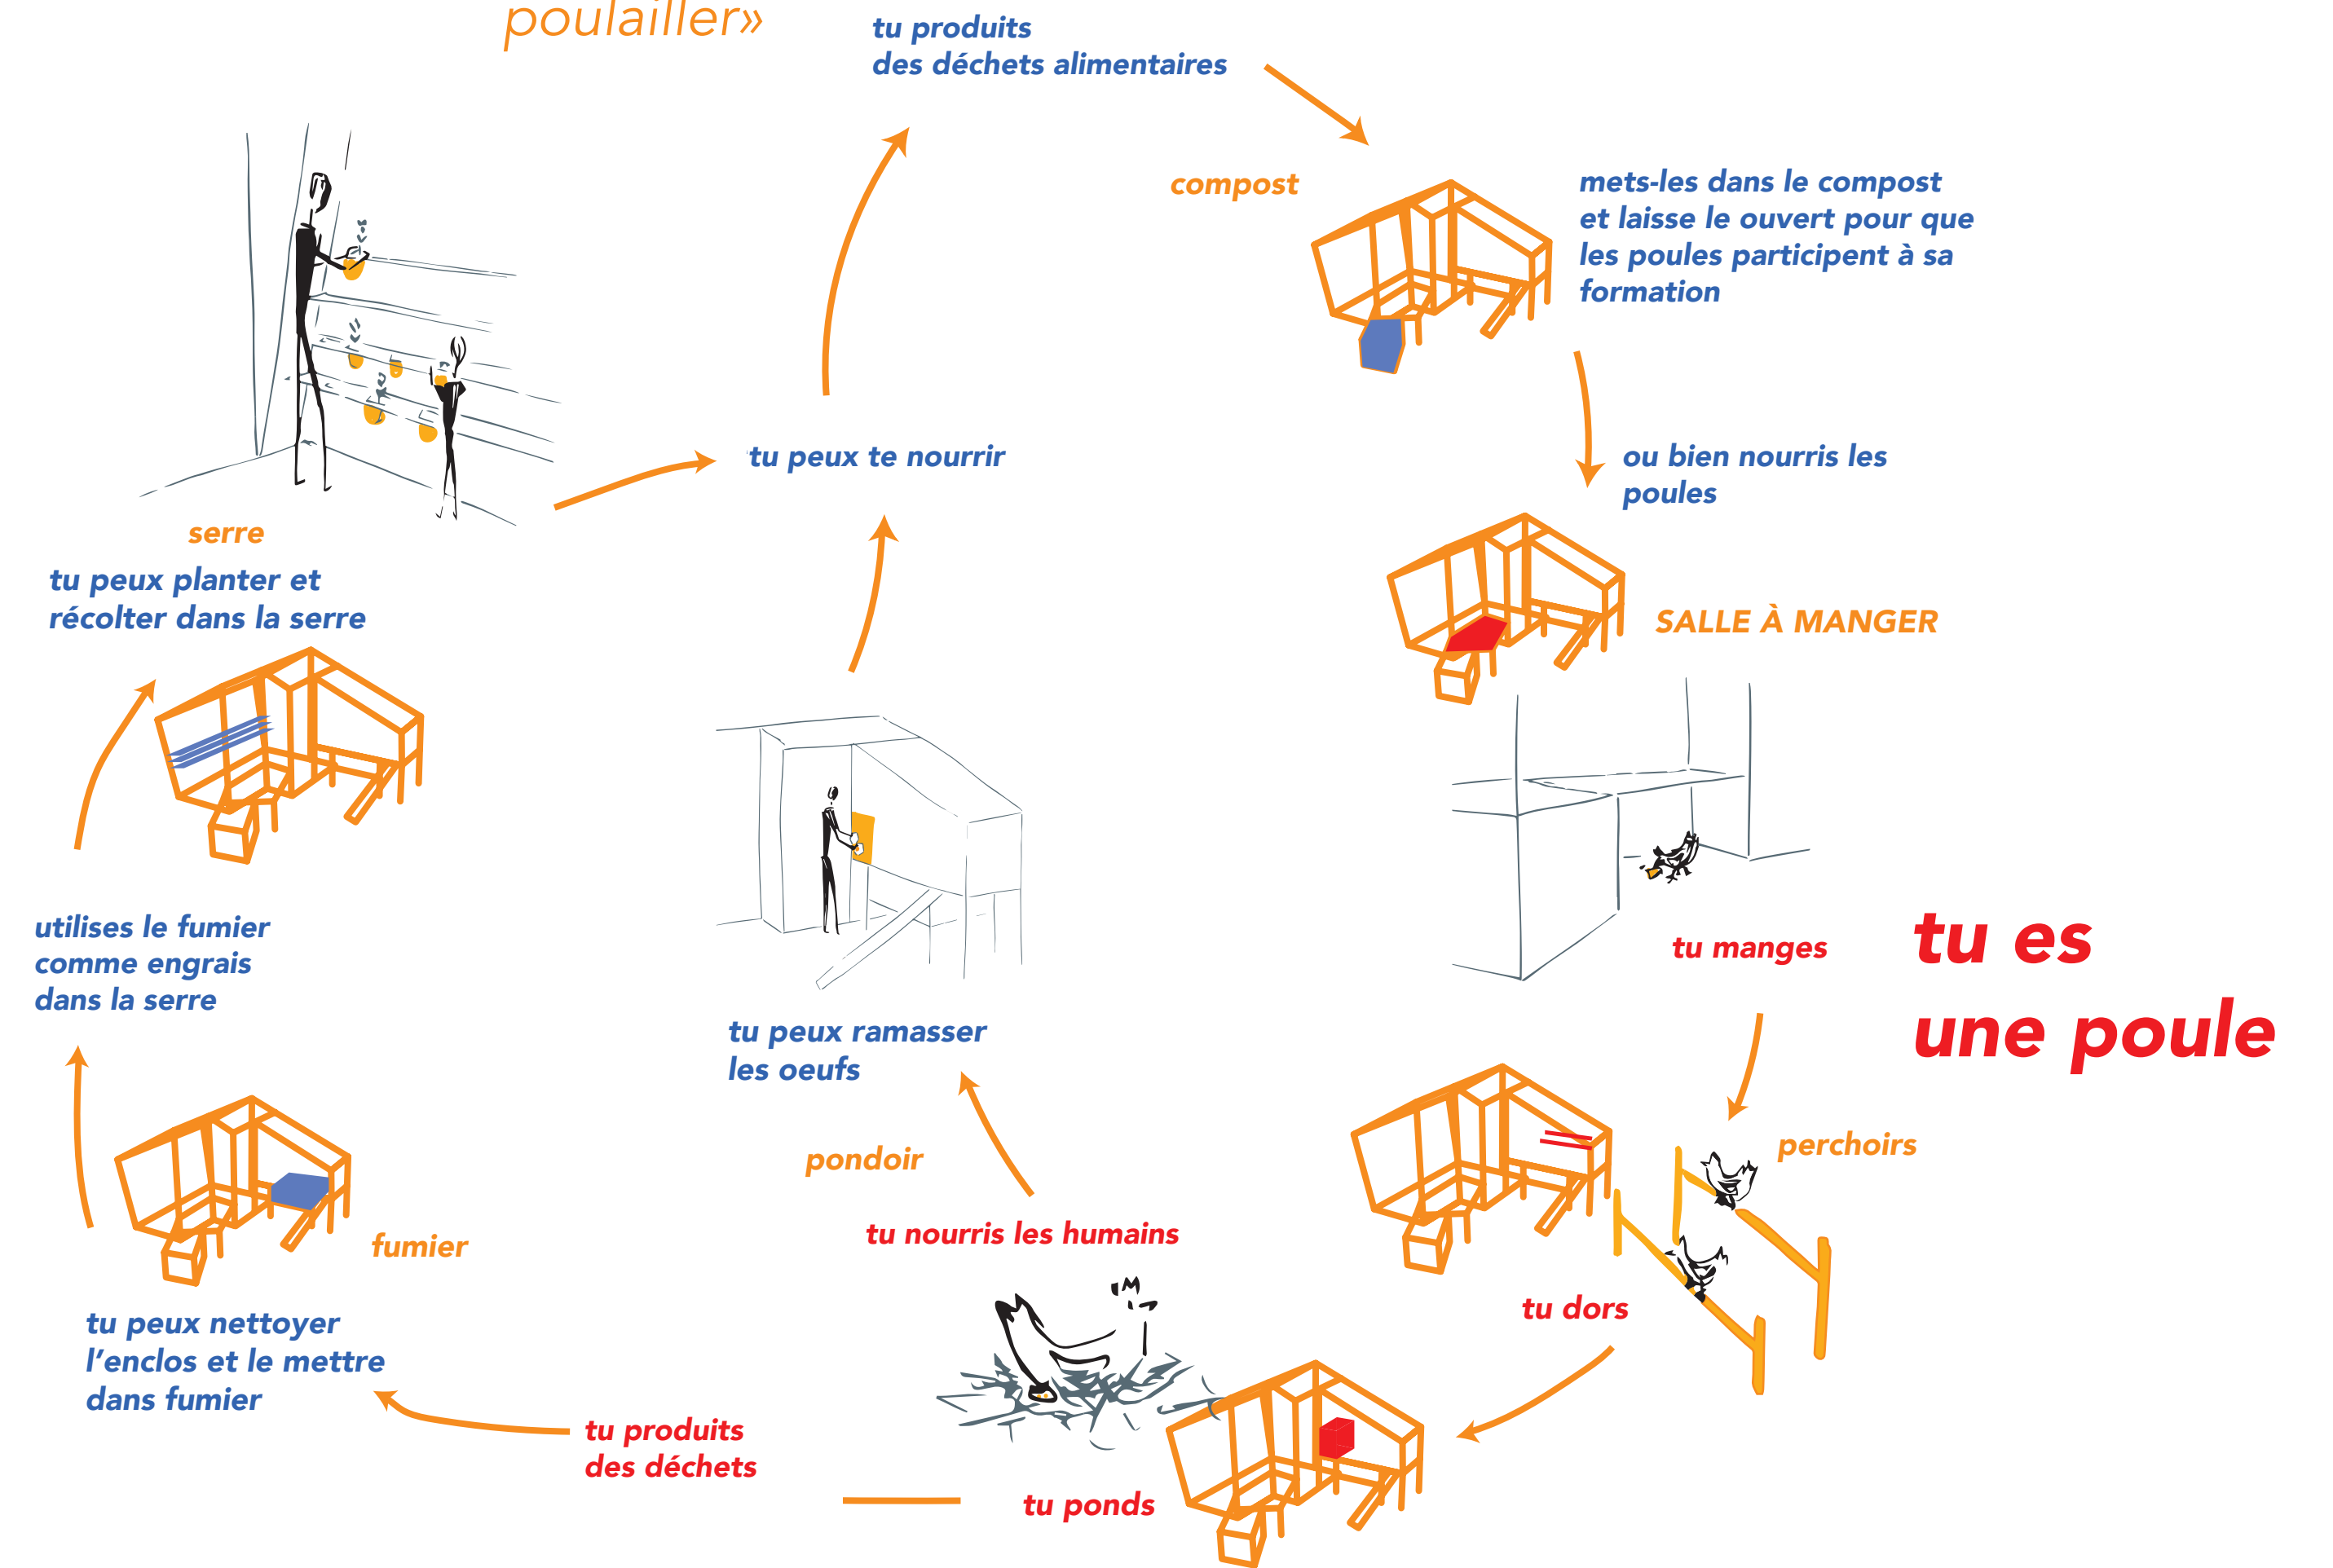 poulailler»
tu produits
des déchets alimentaires
compost
mets-les dans le compost
et laisse le ouvert pour que
les poules participent à sa
formation
tu peux te nourrir
ou bien nourris les
poules
serre
tu peux planter et
récolter dans la serre
SALLE À MANGER
utilises le fumier
comme engrais
dans la serre
tu manges
tu es
une poule
tu peux ramasser
les oeufs
pondoir
perchoirs
tu nourris les humains
fumier
tu dors
tu peux nettoyer
l'enclos et le mettre
dans fumier
tu produits
des déchets
tu ponds